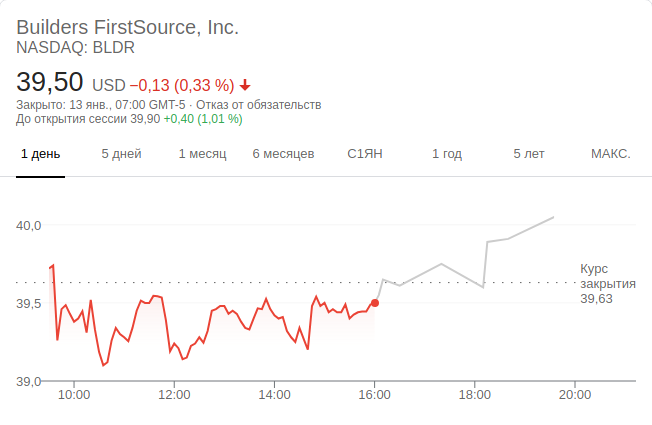 Builders FirstSource, Inc.
NASDAQ: BLDR
39,50 USD −0,13 (0,33 %)
Закрыто: 13 янв., 07:00 GMT-5 · Отказ от обязательств
До открытия сессии 39,90 +0,40 (1,01 %)
1 день 5 дней 1 месяц 6 месяцев С1ЯН 1 год 5 лет МАКС.
40,0
Курс
закрытия
39,63
39,5
39,0
10:00 12:00 14:00 16:00 18:00 20:00